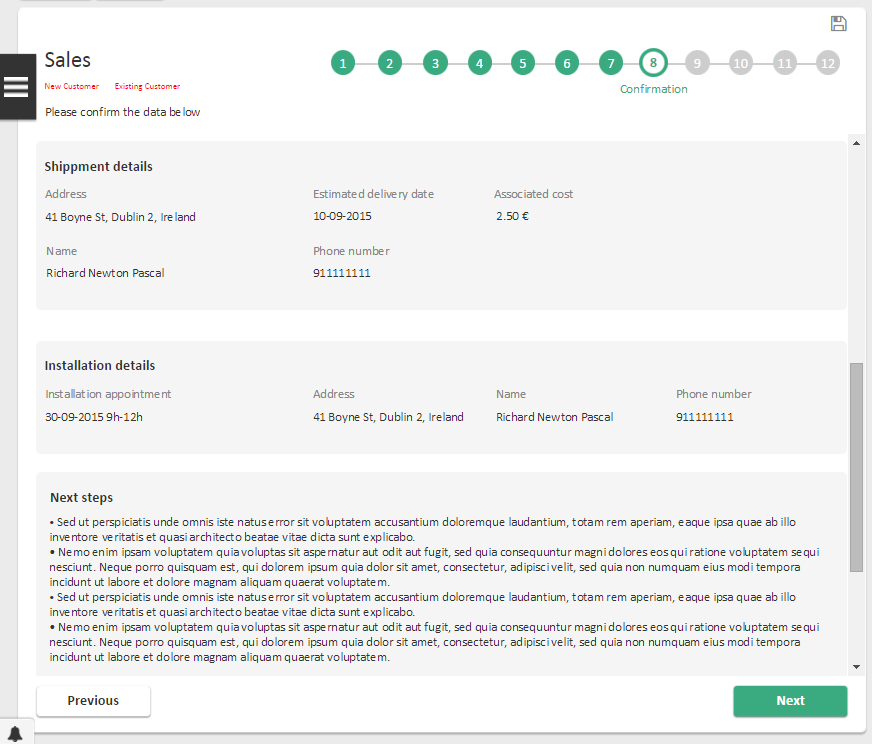 Sales
1 2 3 4 5 6 7 8 9 10 11 12
New Customer Existing Customer
Confirmation
Please confirm the data below
Shippment details
Address Estimated delivery date Associated cost
41 Boyne St, Dublin 2, Ireland 10-09-2015 2.50 €
Name Phone number
Richard Newton Pascal 911111111
Installation details
Installation appointment Address Name Phone number
30-09-2015 9h-12h 41 Boyne St, Dublin 2, Ireland Richard Newton Pascal 911111111
Next steps
• Sed ut perspiciatis unde omnis iste natus error sit voluptatem accusantium doloremque laudantium, totam rem aperiam, eaque ipsa quae ab illo
inventore veritatis et quasi architecto beatae vitae dicta sunt explicabo.
• Nemo enim ipsam voluptatem quia voluptas sit aspernatur aut odit aut fugit, sed quia consequuntur magni dolores eos qui ratione voluptatem sequi
nesciunt. Neque porro quisquam est, qui dolorem ipsum quia dolor sit amet, consectetur, adipisci velit, sed quia non numquam eius modi tempora
incidunt ut labore et dolore magnam aliquam quaerat voluptatem.
• Sed ut perspiciatis unde omnis iste natus error sit voluptatem accusantium doloremque laudantium, totam rem aperiam, eaque ipsa quae ab illo
inventore veritatis et quasi architecto beatae vitae dicta sunt explicabo.
• Nemo enim ipsam voluptatem quia voluptas sit aspernatur aut odit aut fugit, sed quia consequuntur magni dolores eos qui ratione voluptatem sequi
nesciunt. Neque porro quisquam est, qui dolorem ipsum quia dolor sit amet, consectetur, adipisci velit, sed quia non numquam eius modi tempora
incidunt ut labore et dolore magnam aliquam quaerat voluptatem.
Previous Next